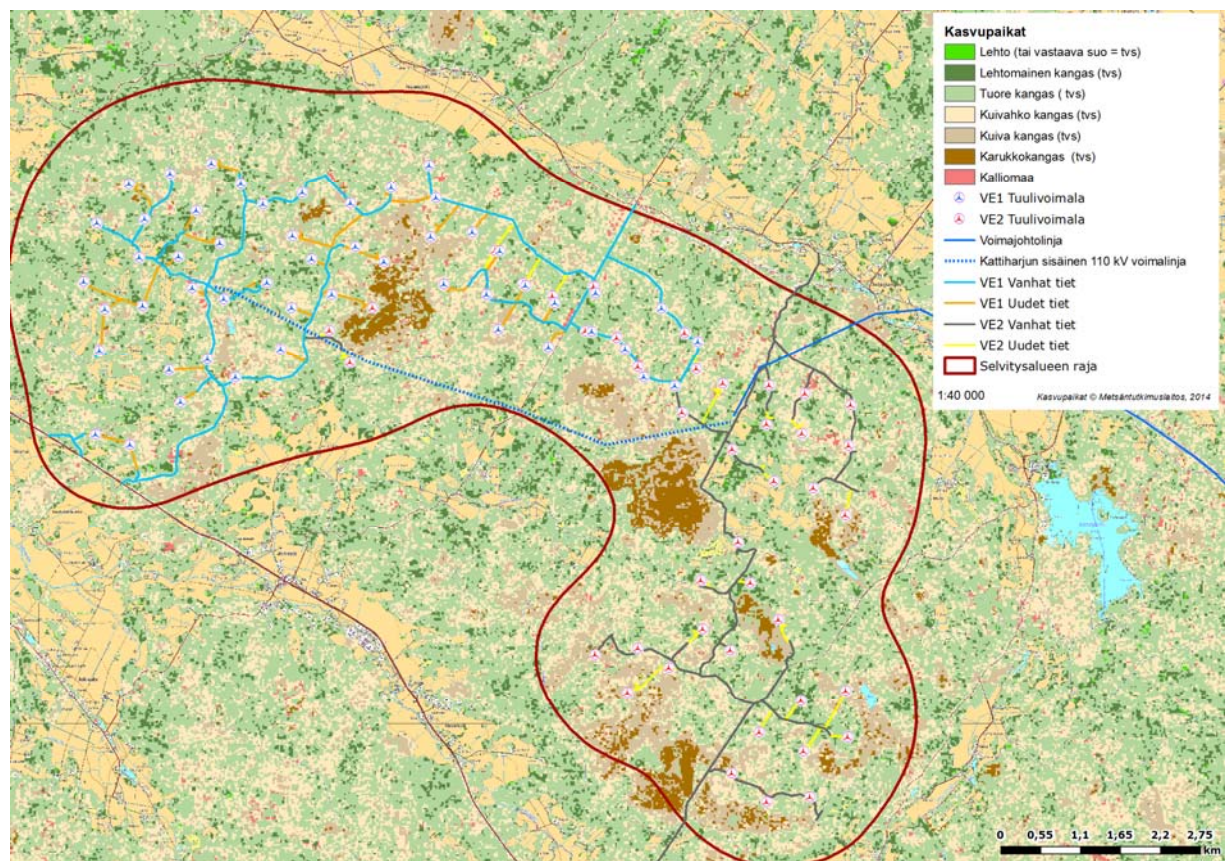 Kasvupaikat
Lehto (tai vastaava suo = tvs)
Lehtomainen kangas (tvs)
Tuore kangas ( tvs)
Kuivahko kangas (tvs)
Kuiva kangas (tvs)
Karukkokangas (tvs)
Kalliomaa
VE1 Tuulivoimala
VE2 Tuulivoimala
Voimajohtolinja
Kattiharjun sisäinen 110 kV voimalinja
VE1 Vanhat tiet
VE1 Uudet tiet
VE2 Vanhat tiet
VE2 Uudet tiet
Selvitysalueen raja
1:40 000
Kasvupaikat © Metsäntutkimuslaitos, 2014
0 0,55 1,1 1,65 2,2 2,75
km